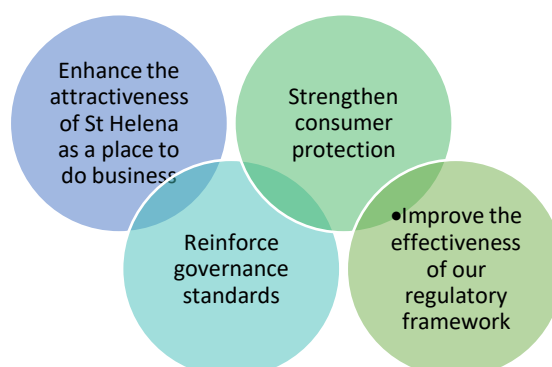 Enhance the
attractiveness
of St Helena
as a place to
do business
Strengthen
consumer
protection
Reinforce
governance
standards
•Improve the
effectiveness
of our
regulatory
framework